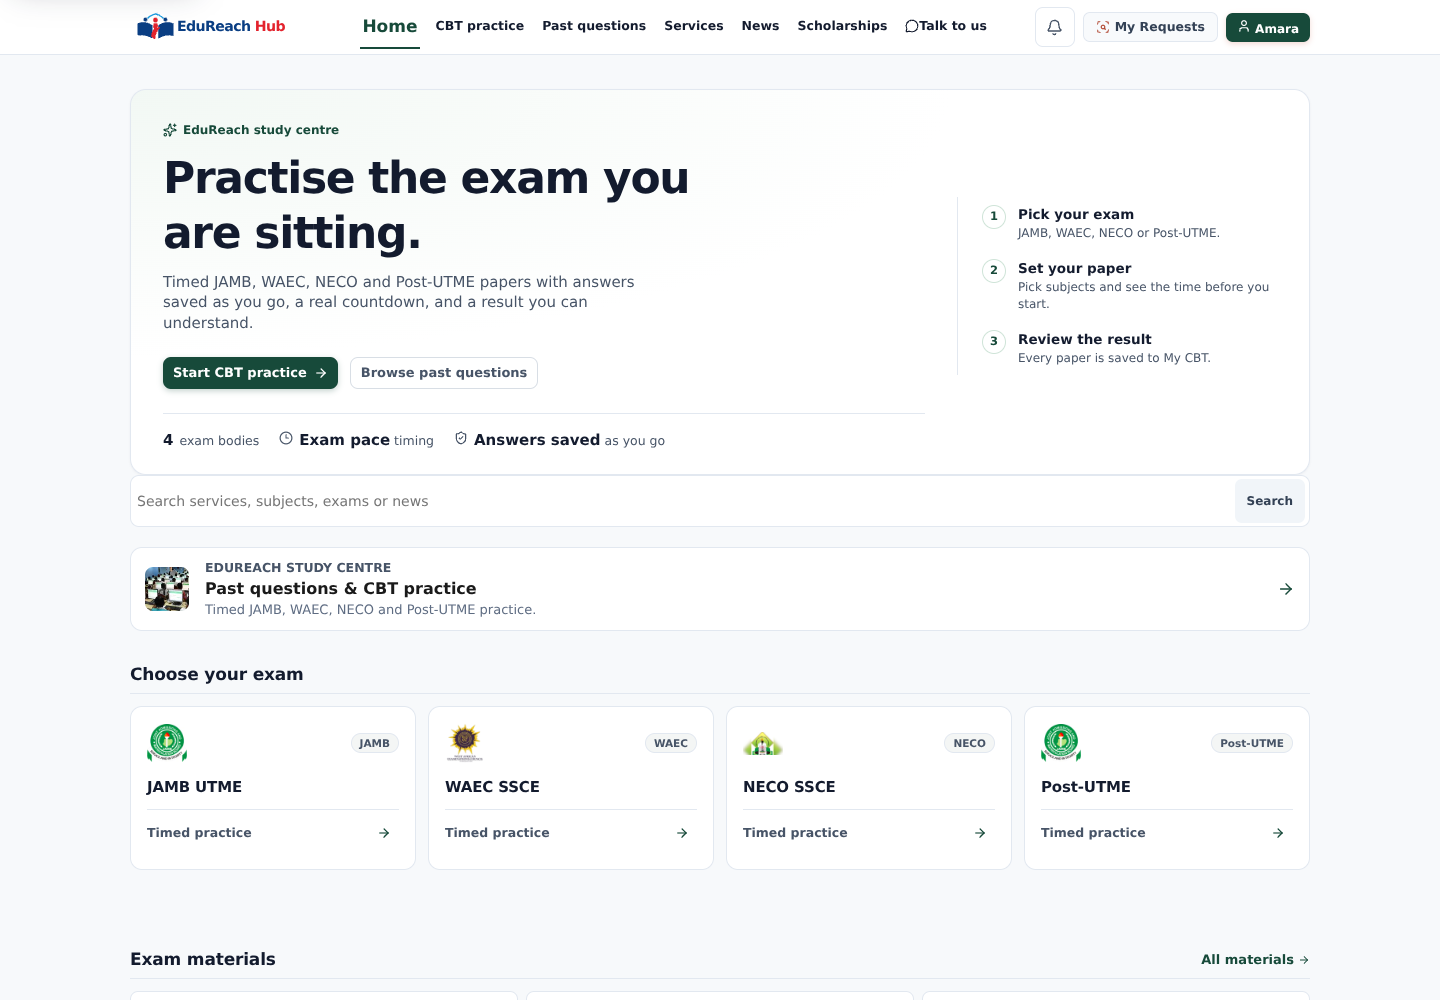 EduReach Hub
Home
CBT practice
Past questions
Services
News
Scholarships
Talk to us
My Requests
Amara
EduReach study centre
Practise the exam you
are sitting.
Timed JAMB, WAEC, NECO and Post-UTME papers with answers
saved as you go, a real countdown, and a result you can
understand.
Start CBT practice
Browse past questions
4 exam bodies
Exam pace timing
Answers saved as you go
1
Pick your exam
JAMB, WAEC, NECO or Post-UTME.
2
Set your paper
Pick subjects and see the time before you
start.
3
Review the result
Every paper is saved to My CBT.
Search services, subjects, exams or news
Search
EDUREACH STUDY CENTRE
Past questions & CBT practice
Timed JAMB, WAEC, NECO and Post-UTME practice.
Choose your exam
JAMB
JAMB UTME
Timed practice
WAEC
WAEC SSCE
Timed practice
NECO
NECO SSCE
Timed practice
Post-UTME
Post-UTME
Timed practice
Exam materials
All materials